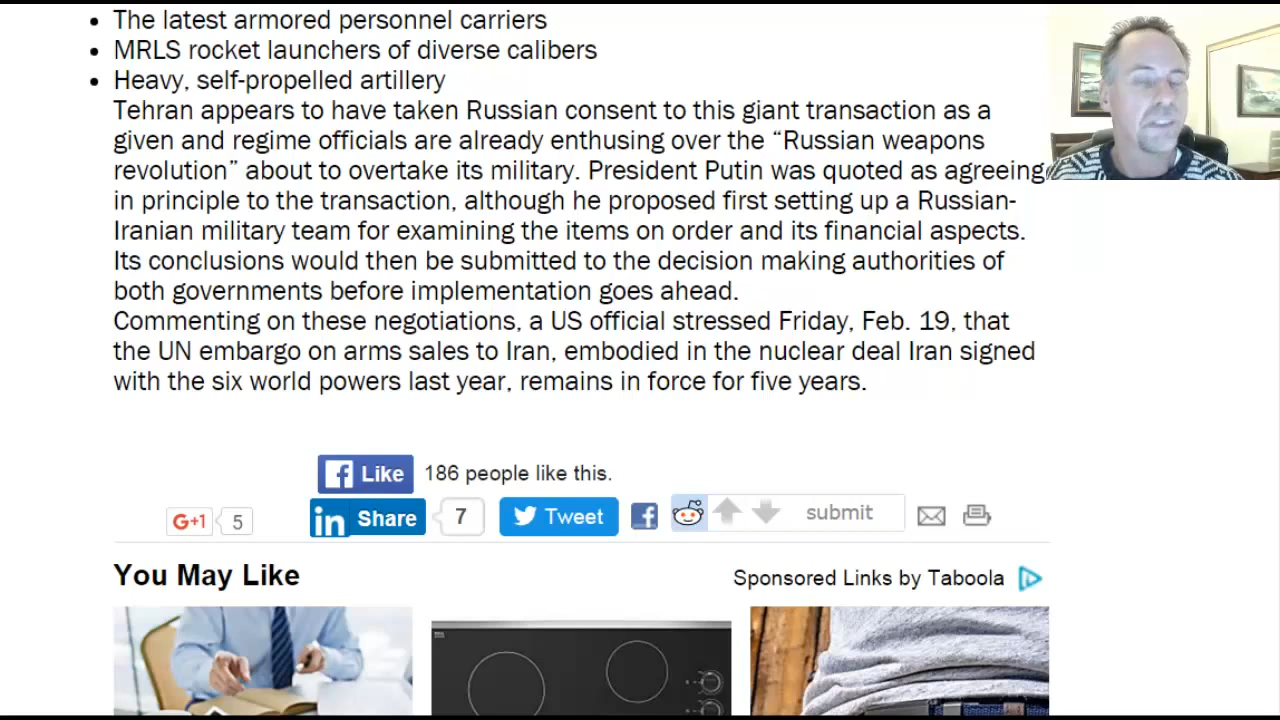 • The latest armored personnel carriers
• MRLS rocket launchers of diverse calibers
• Heavy, self-propelled artillery
Tehran appears to have taken Russian consent to this giant transaction as a
given and regime officials are already enthusing over the “Russian weapons
revolution” about to overtake its military. President Putin was quoted as agreeing
in principle to the transaction, although he proposed first setting up a Russian-
Iranian military team for examining the items on order and its financial aspects.
Its conclusions would then be submitted to the decision making authorities of
both governments before implementation goes ahead.
Commenting on these negotiations, a US official stressed Friday, Feb. 19, that
the UN embargo on arms sales to Iran, embodied in the nuclear deal Iran signed
with the six world powers last year, remains in force for five years.
Like 186 people like this.
G+1 5 in Share 7 Tweet submit
You May Like Sponsored Links by Taboola